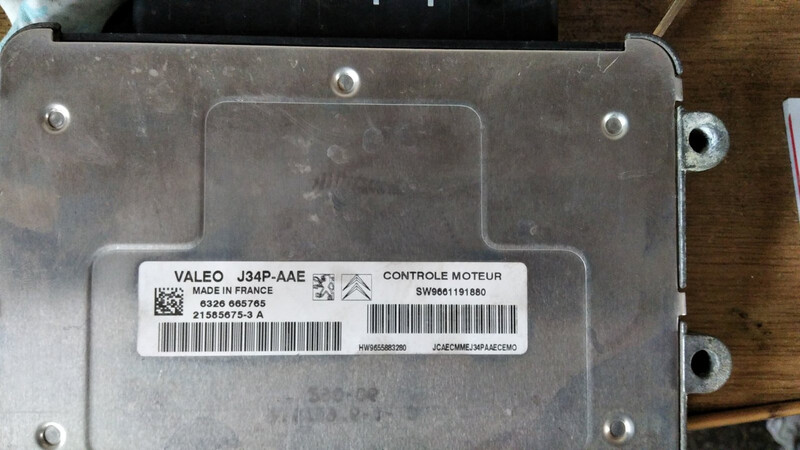 VALEO J34P-AAE
MADE IN FRANCE
6326 665765
21585675-3 A
CONTROLE MOTEUR
SW9661191880
HW9655883280 JCAECMMEJ34PAAECEMO